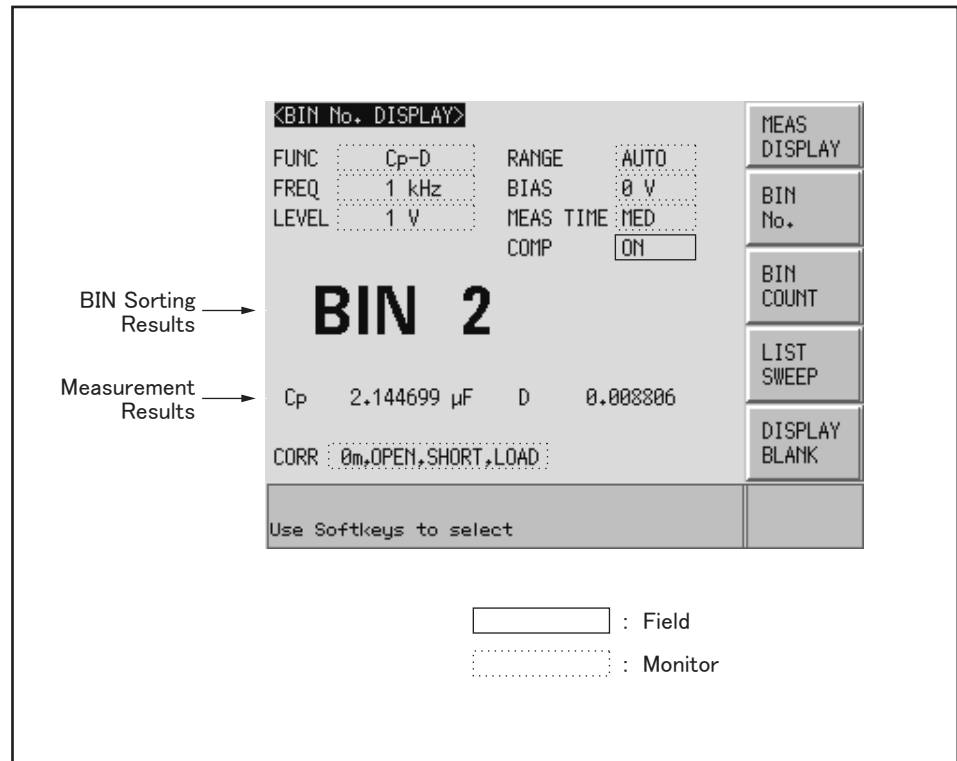 <BIN No. DISPLAY>
FUNC Cp-D RANGE AUTO
FREQ 1 kHz BIAS 0 V
LEVEL 1 V MEAS TIME MED
COMP ON
BIN Sorting
Results
BIN 2
Measurement
Results
Cp 2.144699 µF D 0.008806
CORR 0m,OPEN,SHORT,LOAD
Use Softkeys to select
MEAS
DISPLAY
BIN
No.
BIN
COUNT
LIST
SWEEP
DISPLAY
BLANK
: Field
: Monitor